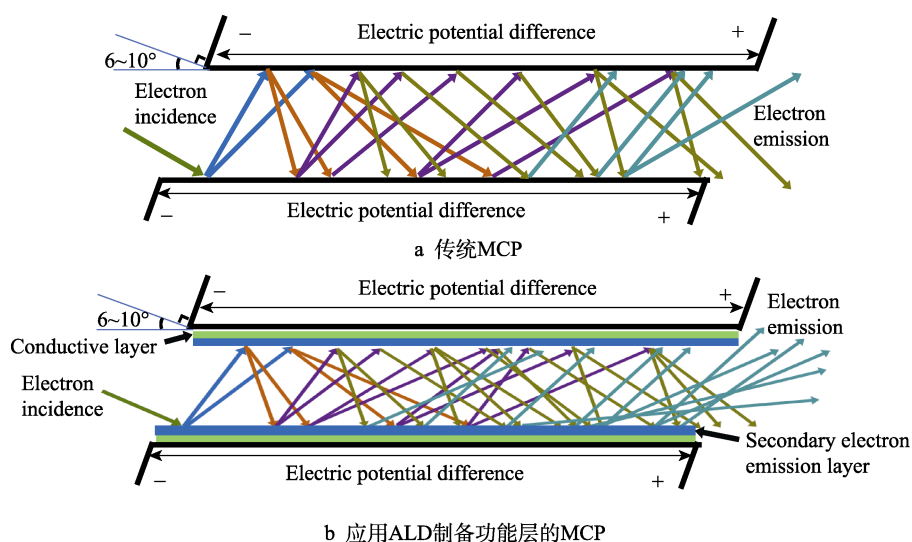 − Electric potential difference +
6~10°
Electron
incidence
Electron
emission
− Electric potential difference +
a 传统MCP
− Electric potential difference +
6~10°
Conductive layer
Electron
emission
Electron
incidence
Secondary electron
emission layer
− Electric potential difference +
b 应用ALD制备功能层的MCP